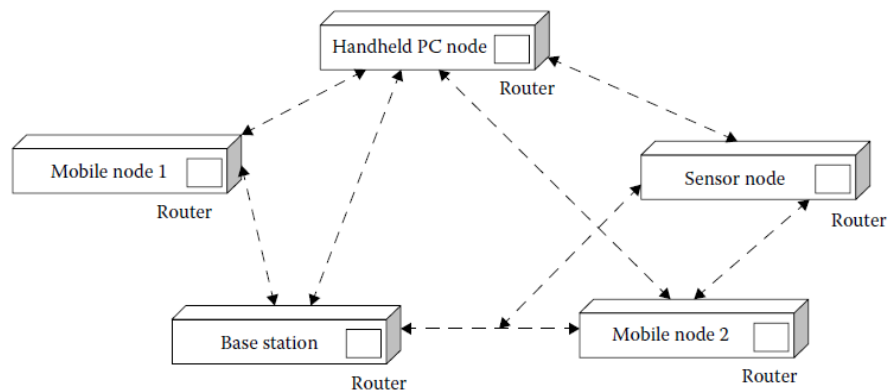 Handheld PC node
Router
Mobile node 1
Router
Sensor node
Router
Base station
Router
Mobile node 2
Router